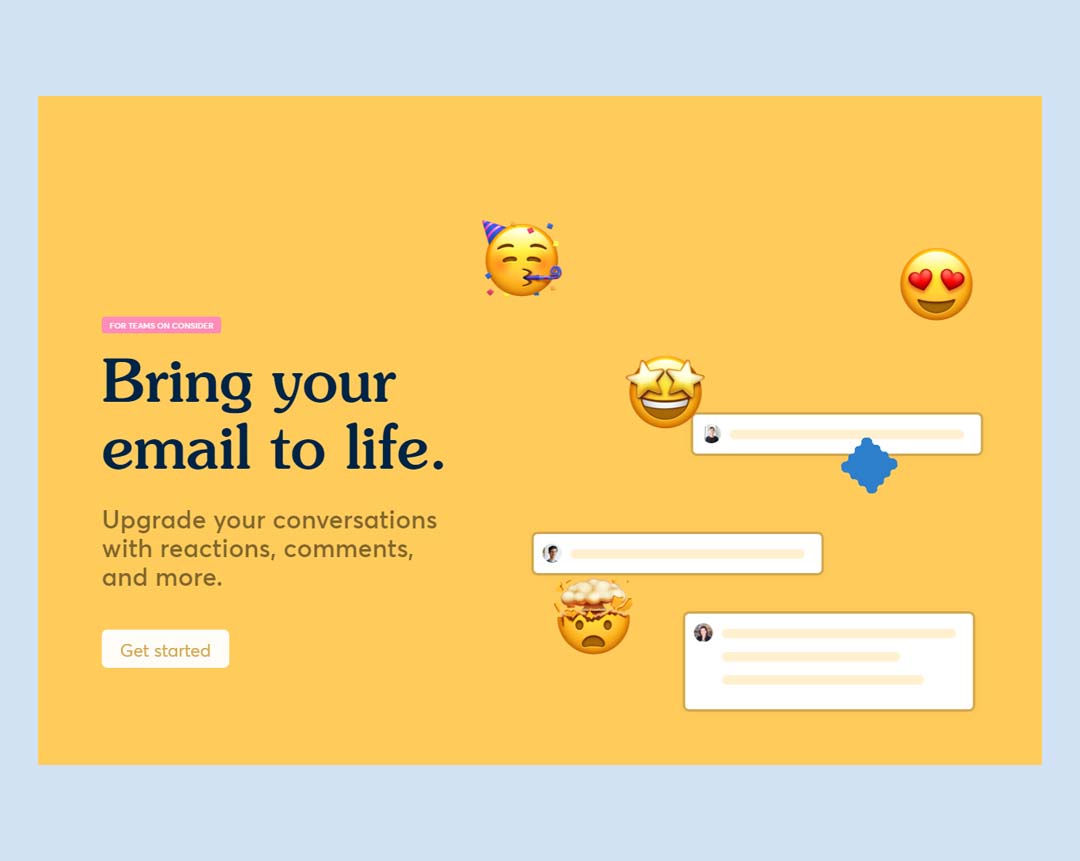 FOR TEAMS ON CONSIDER
Bring your
email to life.
Upgrade your conversations
with reactions, comments,
and more.
Get started